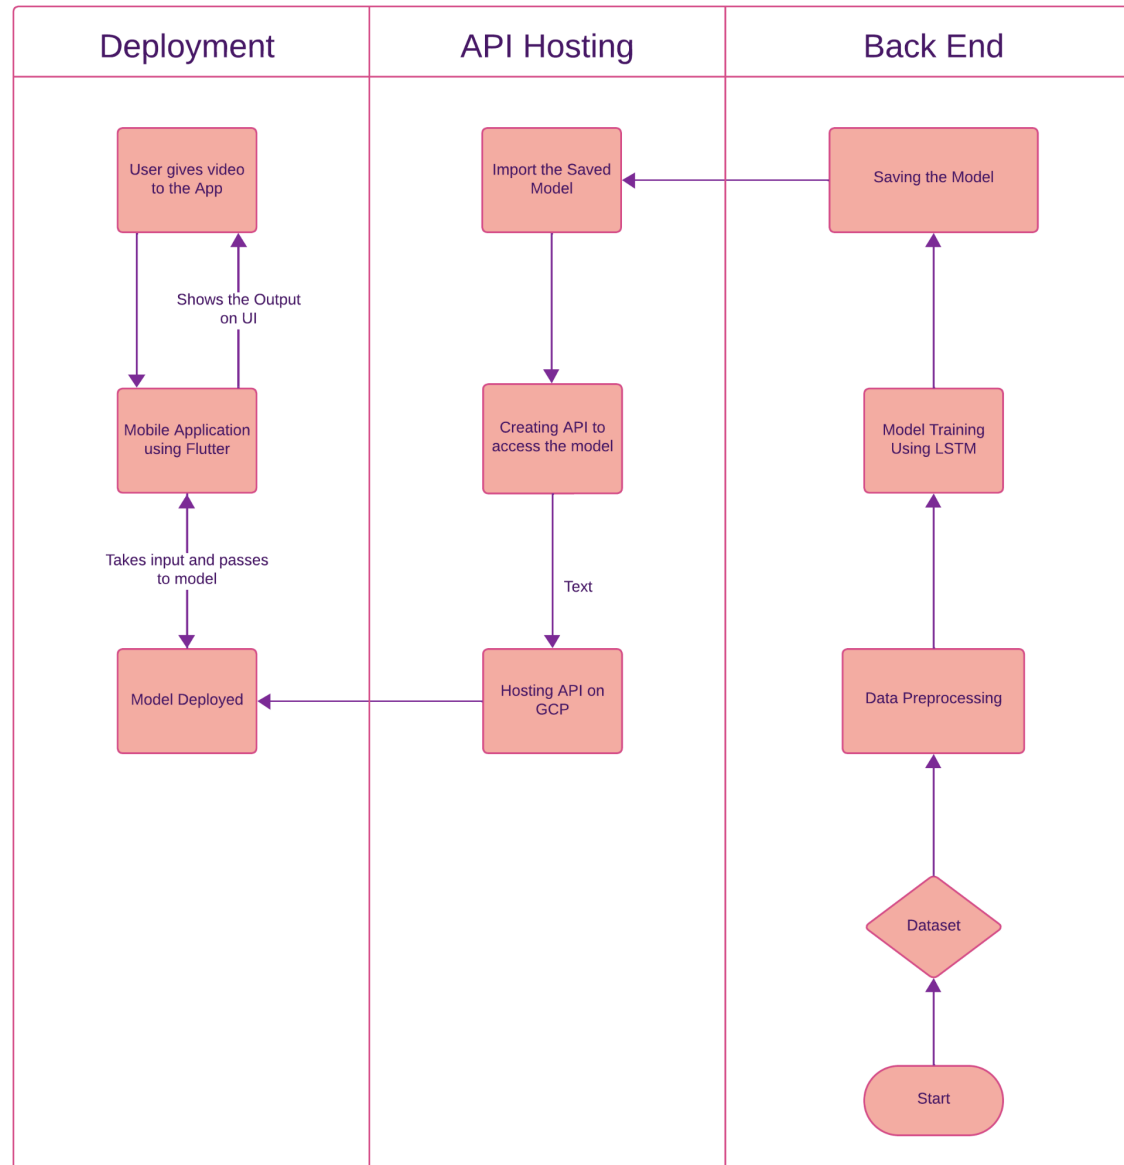 Deployment
API Hosting
Back End
User gives video
to the App
Import the Saved
Model
Saving the Model
Shows the Output
on UI
Mobile Application
using Flutter
Creating API to
access the model
Model Training
Using LSTM
Takes input and passes
to model
Text
Model Deployed
Hosting API on
GCP
Data Preprocessing
Dataset
Start